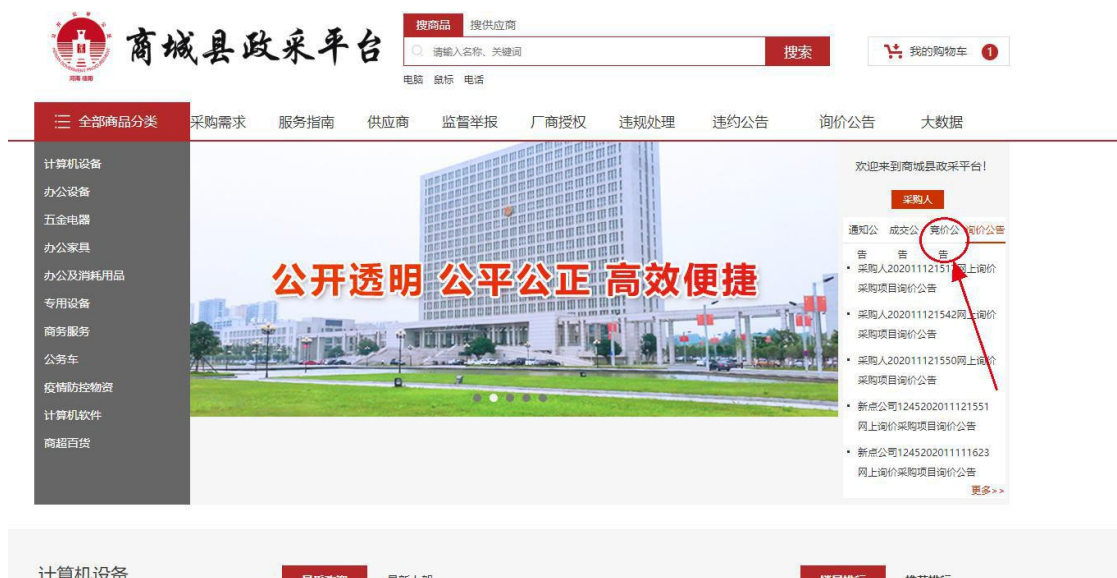 商城县政采平台
河南·信阳
搜商品 搜供应商
请输入名称、关键词 搜索
电脑 鼠标 电话
我的购物车 1
全部商品分类 采购需求 服务指南 供应商 监督举报 厂商授权 违规处理 违约公告 询价公告 大数据
计算机设备
办公设备
五金电器
办公家具
办公及消耗用品
专用设备
商务服务
公务车
疫情防控物资
计算机软件
商超百货
公开透明 公平公正 高效便捷
欢迎来到商城县政采平台!
采购人
通知公告 成交公告 竞价公告 询价公告
采购人20201112151 网上询价
采购项目询价公告
采购人202011121542网上询价
采购项目询价公告
采购人202011121550网上询价
采购项目询价公告
新点公司1245202011121551
网上询价采购项目询价公告
新点公司1245202011111623
网上询价采购项目询价公告
更多>>
计算机设备